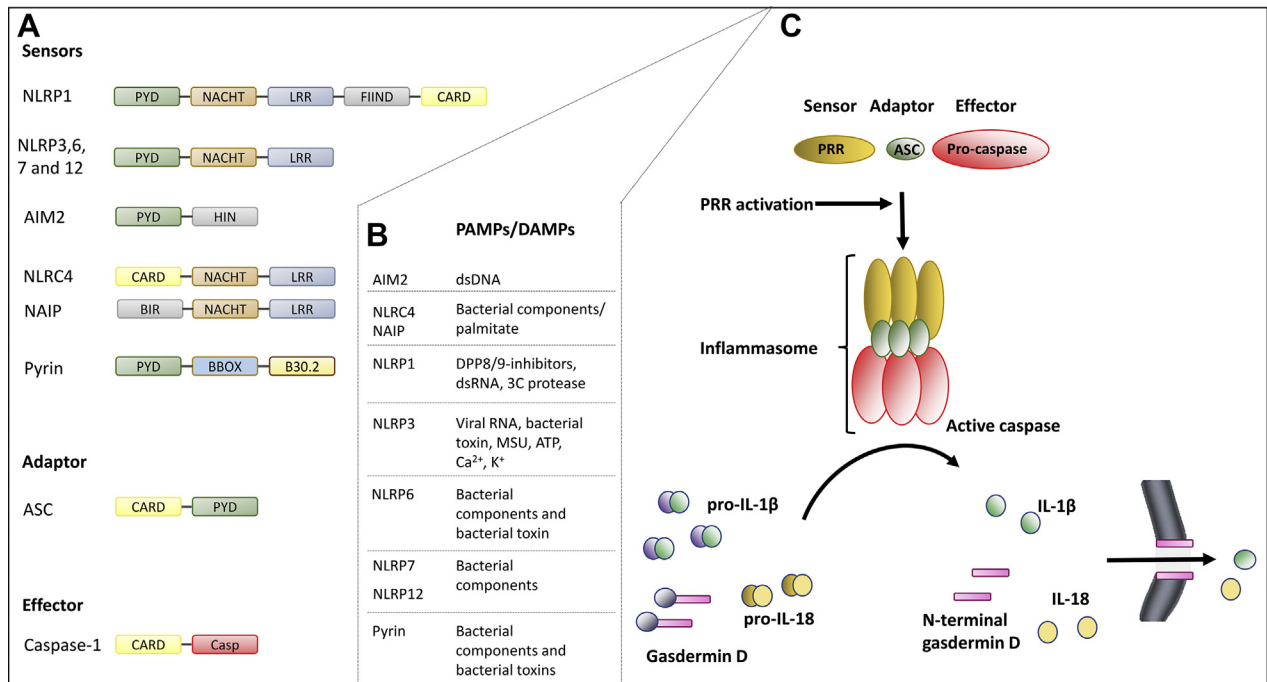 A
Sensors
NLRP1
PYD NACHT LRR FIIND CARD
NLRP3,6,
7 and 12
PYD NACHT LRR
AIM2
PYD HIN
NLRC4
CARD NACHT LRR
NAIP
BIR NACHT LRR
Pyrin
PYD BBOX B30.2
Adaptor
ASC
CARD PYD
Effector
Caspase-1
CARD Casp
B
PAMPs/DAMPs
AIM2
dsDNA
NLRC4
NAIP
Bacterial components/
palmitate
NLRP1
DPP8/9-inhibitors,
dsRNA, 3C protease
NLRP3
Viral RNA, bacterial
toxin, MSU, ATP,
Ca²⁺, K⁺
NLRP6
Bacterial
components and
bacterial toxin
NLRP7
NLRP12
Bacterial
components
Pyrin
Bacterial
components and
bacterial toxins
C
Sensor Adaptor Effector
PRR ASC Pro-caspase
PRR activation
Inflammasome
Active caspase
pro-IL-1β
pro-IL-18
Gasdermin D
IL-1β
IL-18
N-terminal
gasdermin D